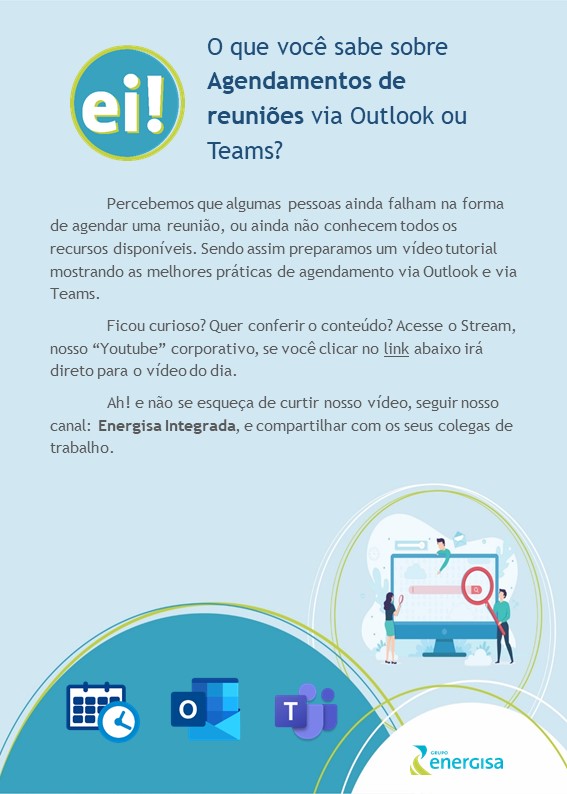 ei!
O que você sabe sobre
Agendamentos de
reuniões via Outlook ou
Teams?
Percebemos que algumas pessoas ainda falham na forma
de agendar uma reunião, ou ainda não conhecem todos os
recursos disponíveis. Sendo assim preparamos um vídeo tutorial
mostrando as melhores práticas de agendamento via Outlook e via
Teams.
Ficou curioso? Quer conferir o conteúdo? Acesse o Stream,
nosso “Youtube” corporativo, se você clicar no link abaixo irá
direto para o vídeo do dia.
Ah! e não se esqueça de curtir nosso vídeo, seguir nosso
canal: Energisa Integrada, e compartilhar com os seus colegas de
trabalho.
O
T
GRUPO
energisa